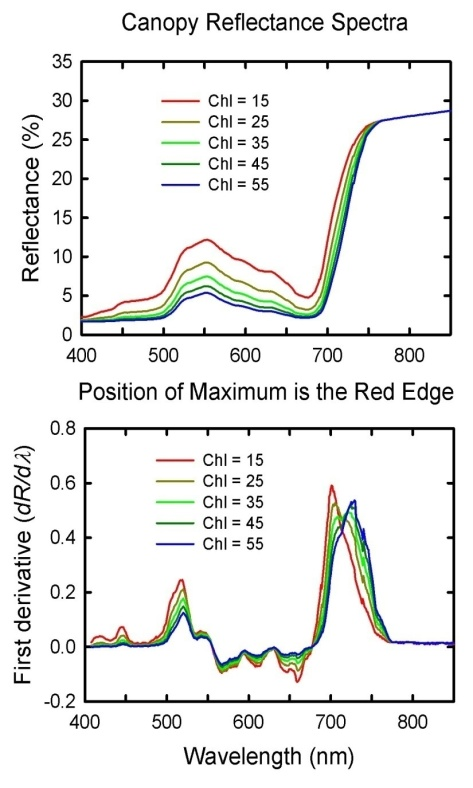 Canopy Reflectance Spectra
35
30
25
20
15
10
5
0
Reflectance (%)
Chl = 15
Chl = 25
Chl = 35
Chl = 45
Chl = 55
400 500 600 700 800
Position of Maximum is the Red Edge
0.8
0.6
0.4
0.2
0.0
-0.2
First derivative (dR/dλ)
Chl = 15
Chl = 25
Chl = 35
Chl = 45
Chl = 55
400 500 600 700 800
Wavelength (nm)